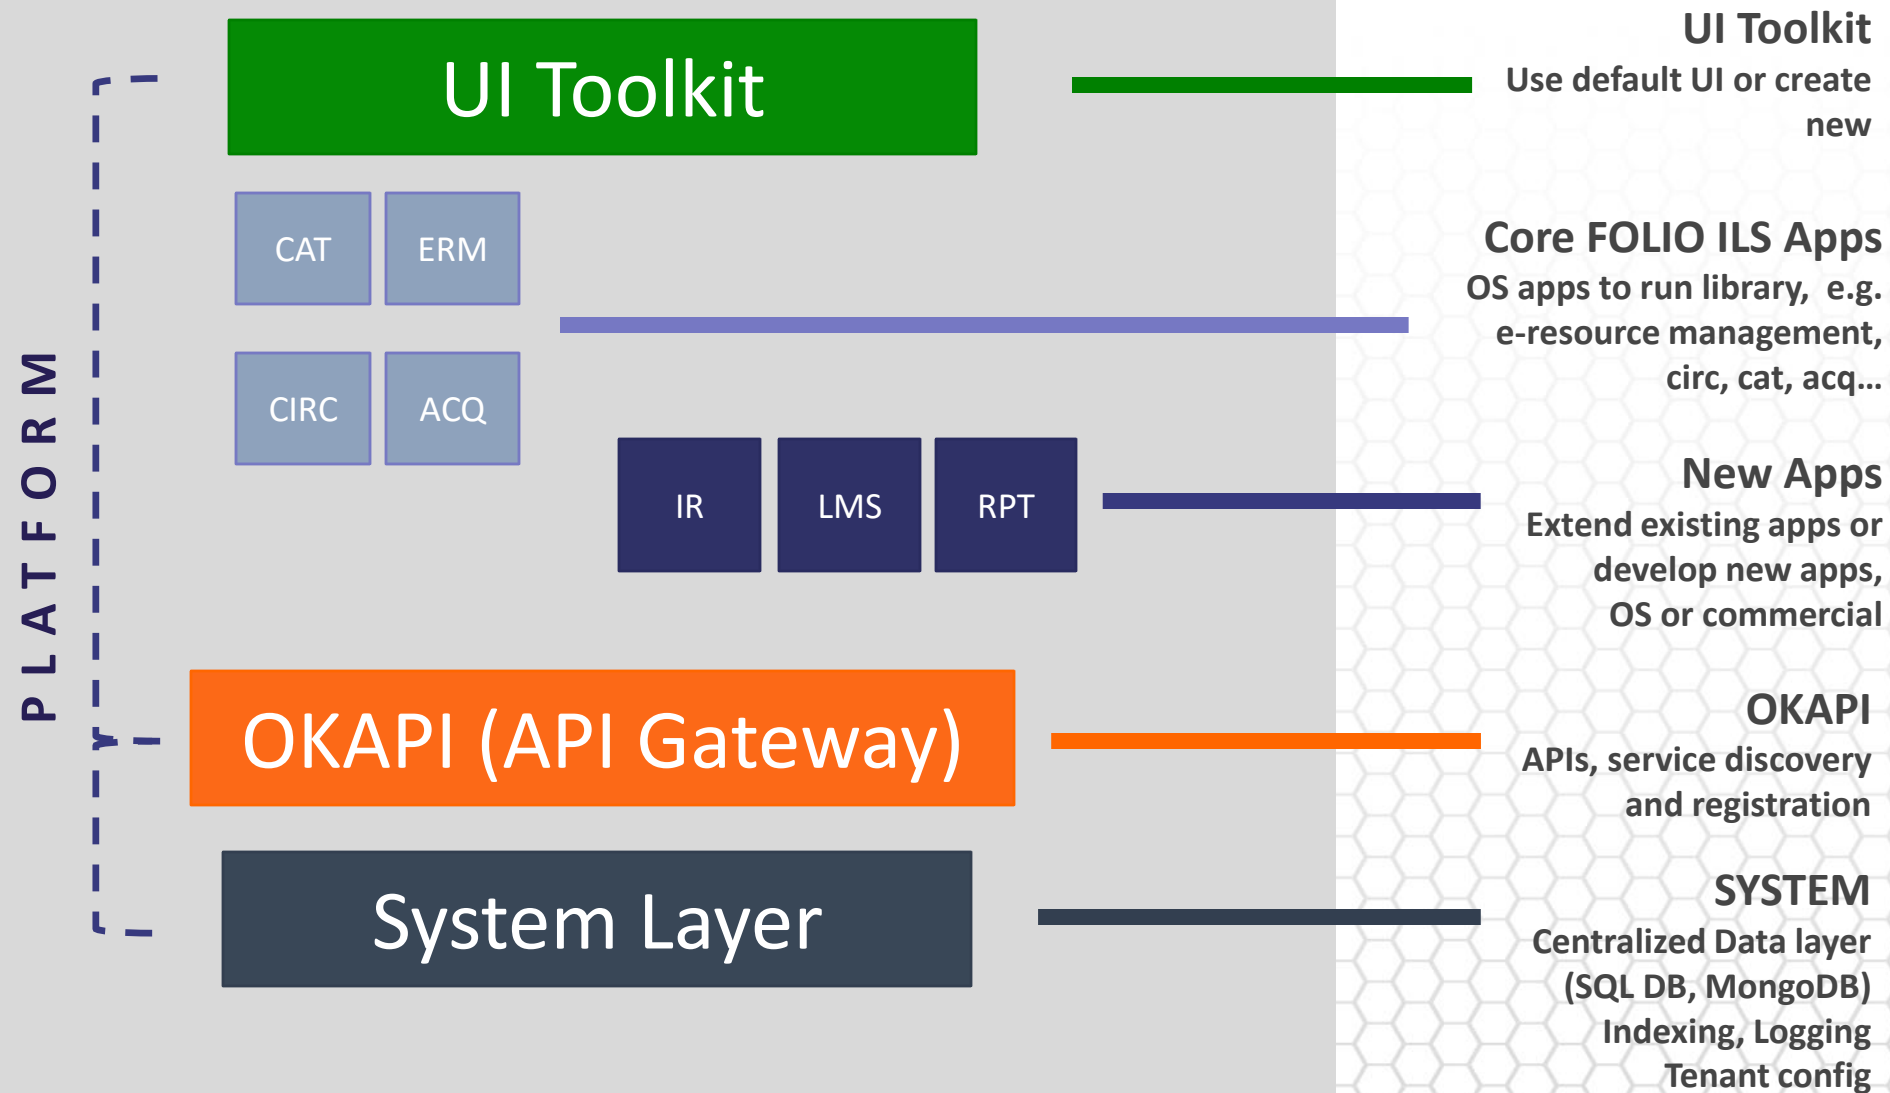 PLATFORM
UI Toolkit
CAT ERM
CIRC ACQ
IR LMS RPT
OKAPI (API Gateway)
System Layer
UI Toolkit
Use default UI or create
new
Core FOLIO ILS Apps
OS apps to run library, e.g.
e-resource management,
circ, cat, acq...
New Apps
Extend existing apps or
develop new apps,
OS or commercial
OKAPI
APIs, service discovery
and registration
SYSTEM
Centralized Data layer
(SQL DB, MongoDB)
Indexing, Logging
Tenant config